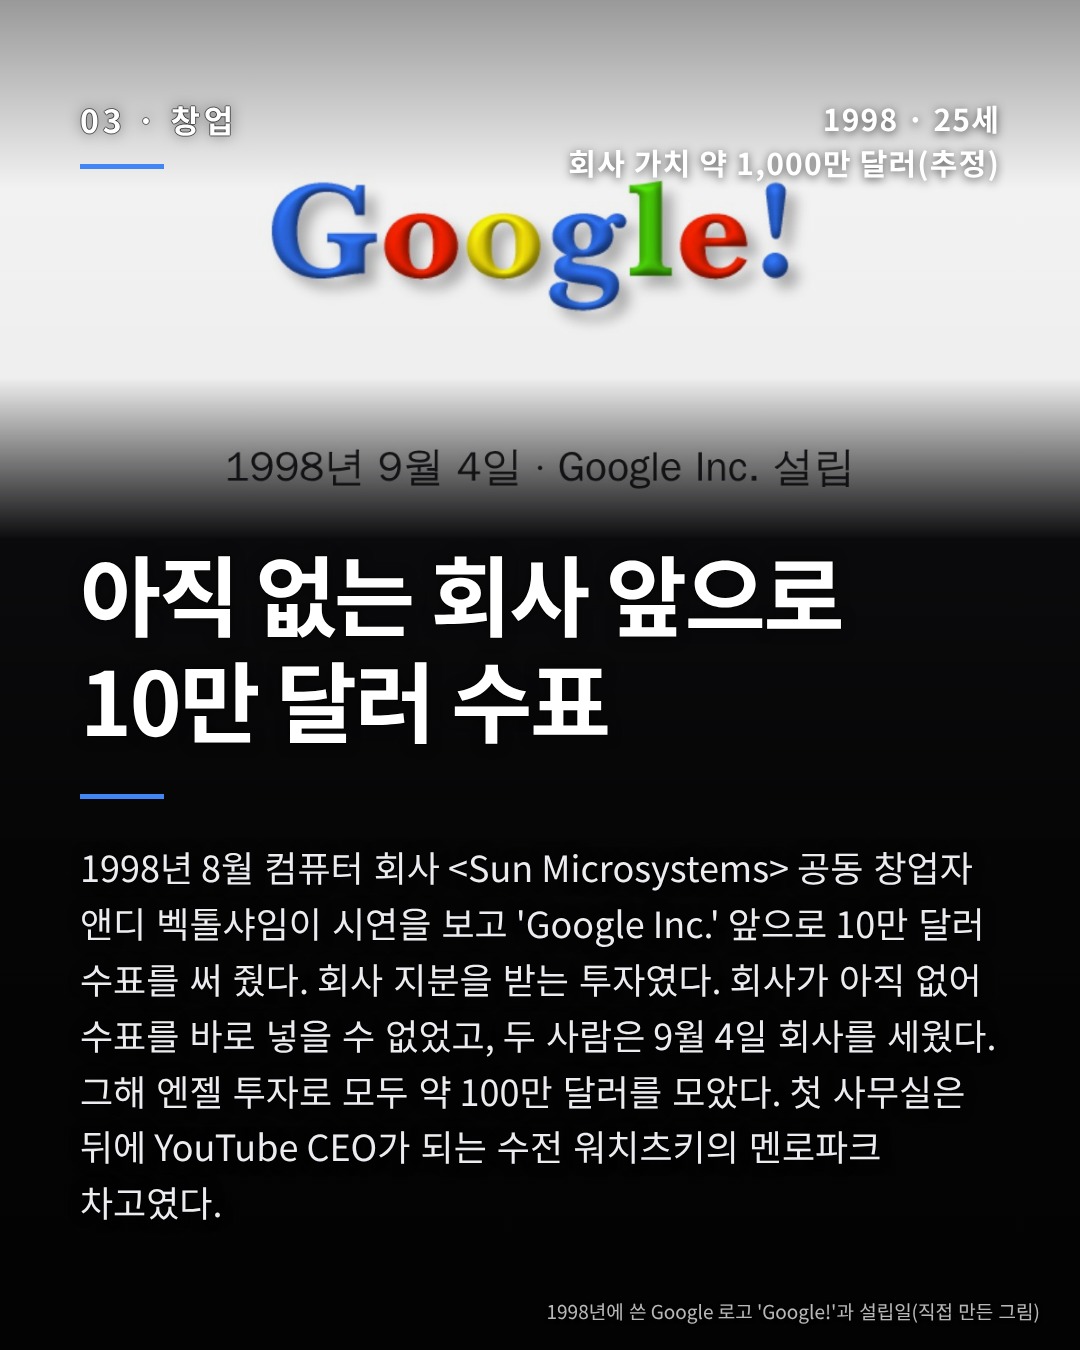 03 · 창업
1998 · 25세
회사 가치 약 1,000만 달러(추정)
Google!
1998년 9월 4일 · Google Inc. 설립
아직 없는 회사 앞으로
10만 달러 수표
1998년 8월 컴퓨터 회사 <Sun Microsystems> 공동 창업자
앤디 벡톨샤임이 시연을 보고 'Google Inc.' 앞으로 10만 달러
수표를 써 줬다. 회사 지분을 받는 투자였다. 회사가 아직 없어
수표를 바로 넣을 수 없었고, 두 사람은 9월 4일 회사를 세웠다.
그해 엔젤 투자로 모두 약 100만 달러를 모았다. 첫 사무실은
뒤에 YouTube CEO가 되는 수전 워치츠키의 멘로파크
차고였다.
1998년에 쓴 Google 로고 'Google!'과 설립일(직접 만든 그림)